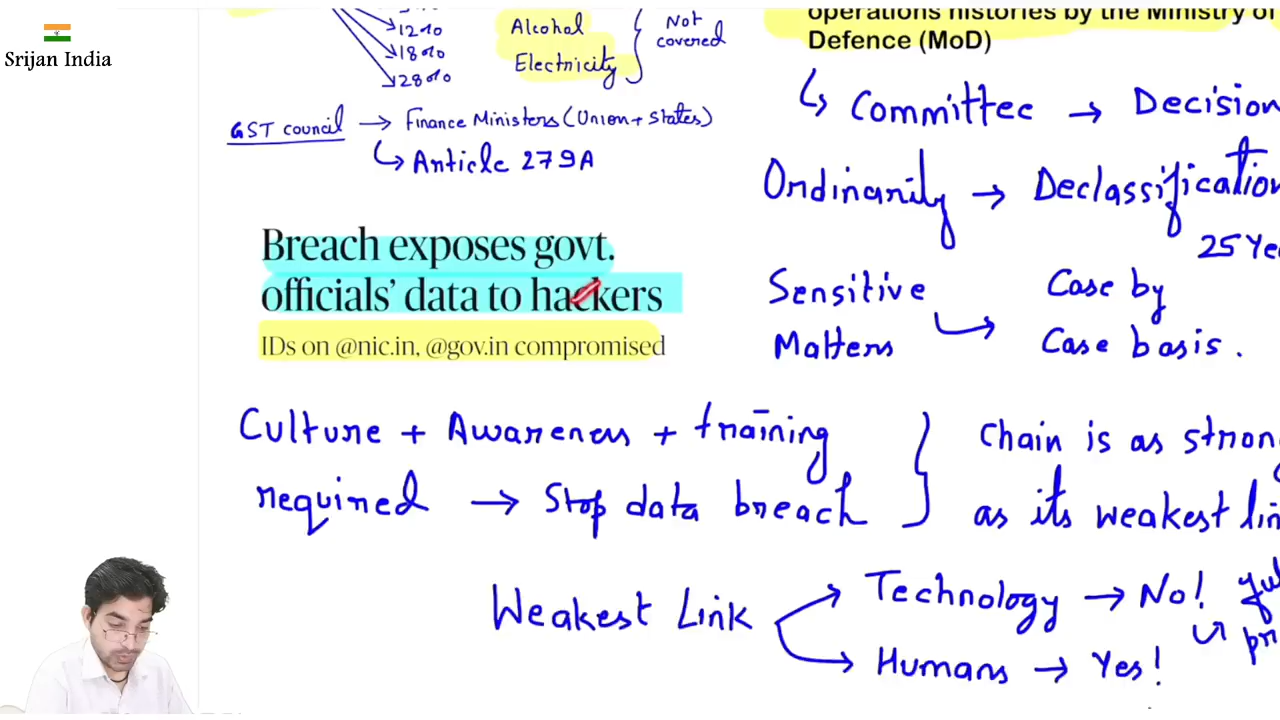 Srijan India
12%
18%
28%
Alcohol
Electricity
Not
covered
GST council → Finance Ministers (Union + States)
↳ Article 279A
operations histories by the Ministry of
Defence (MoD)
↳ Committee → Decision
Ordinarily → Declassification
25 Ye
Sensitive
Matters
Case by
Case basis.
Breach exposes govt.
officials’ data to hackers
IDs on @nic.in, @gov.in compromised
Culture + Awareness + training
required → Stop data breach
Chain is as strong
as its weakest lin
Weakest Link
Technology → No!
Humans → Yes!